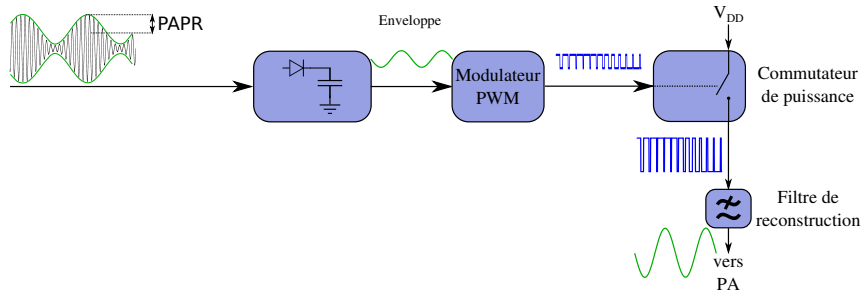 PAPR
Enveloppe
V_DD
Modulateur
PWM
Commutateur
de puissance
Filtre de
reconstruction
vers
PA